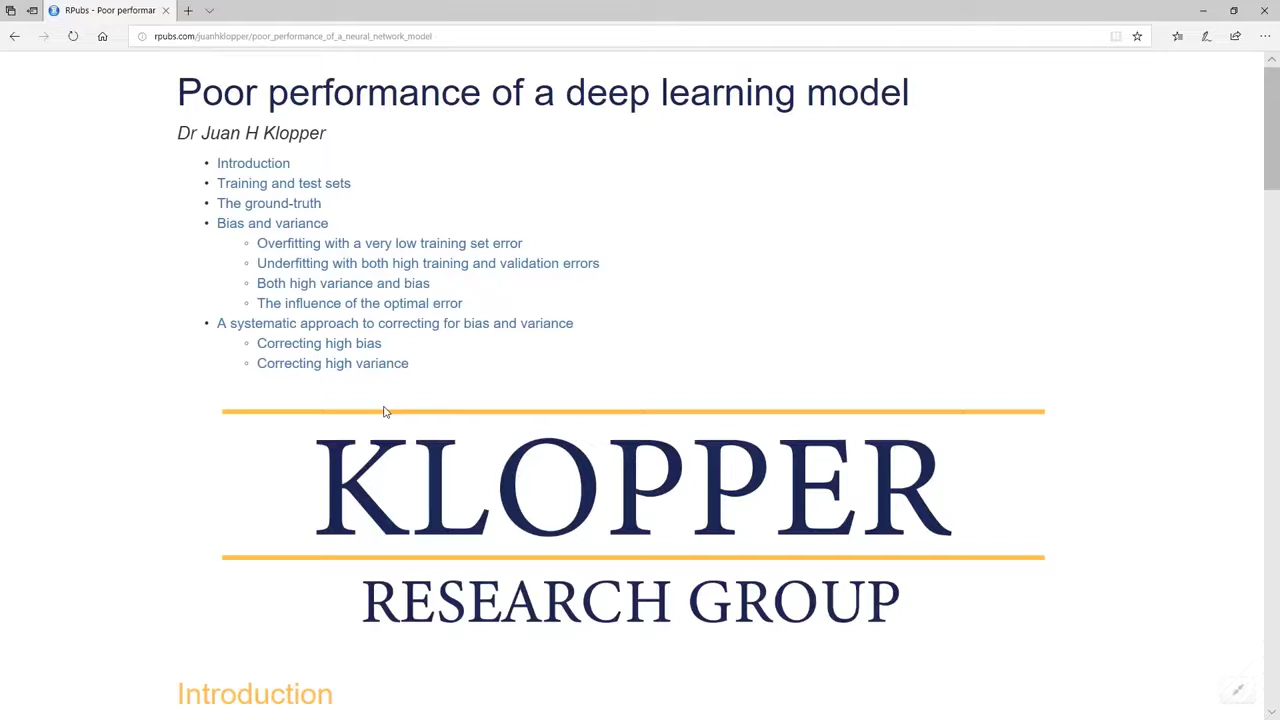 RPubs - Poor performar
rpubs.com/juanhklopper/poor_performance_of_a_neural_network_model
Poor performance of a deep learning model
Dr Juan H Klopper
• Introduction
• Training and test sets
• The ground-truth
• Bias and variance
◦ Overfitting with a very low training set error
◦ Underfitting with both high training and validation errors
◦ Both high variance and bias
◦ The influence of the optimal error
• A systematic approach to correcting for bias and variance
◦ Correcting high bias
◦ Correcting high variance
KLOPPER
RESEARCH GROUP
Introduction